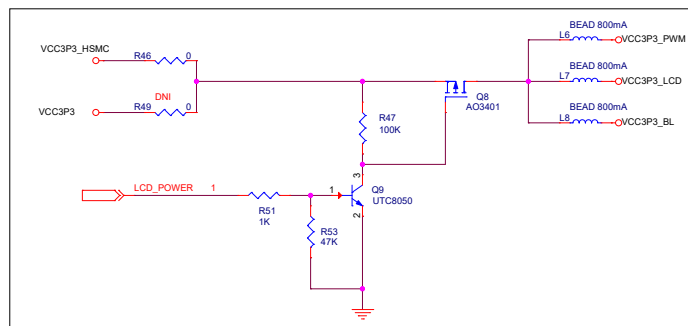 BEAD 800mA
L6
VCC3P3_PWM
VCC3P3_HSMC
R46
0
BEAD 800mA
L7
VCC3P3_LCD
DNI
VCC3P3
R49
0
Q8
AO3401
BEAD 800mA
L8
VCC3P3_BL
R47
100K
3
Q9
UTC8050
LCD_POWER
1
1
2
R51
1K
R53
47K